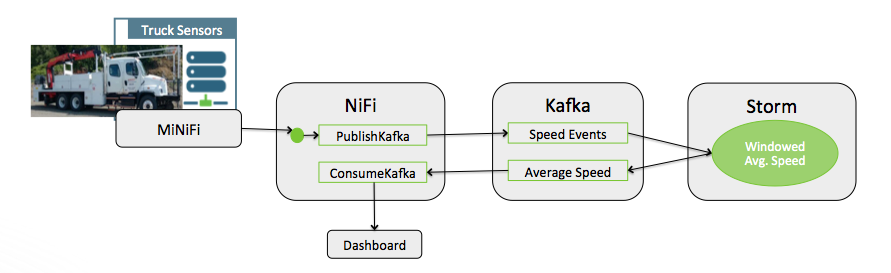 Truck Sensors
MiNiFi
NiFi
PublishKafka
ConsumeKafka
Dashboard
Kafka
Speed Events
Average Speed
Storm
Windowed
Avg. Speed